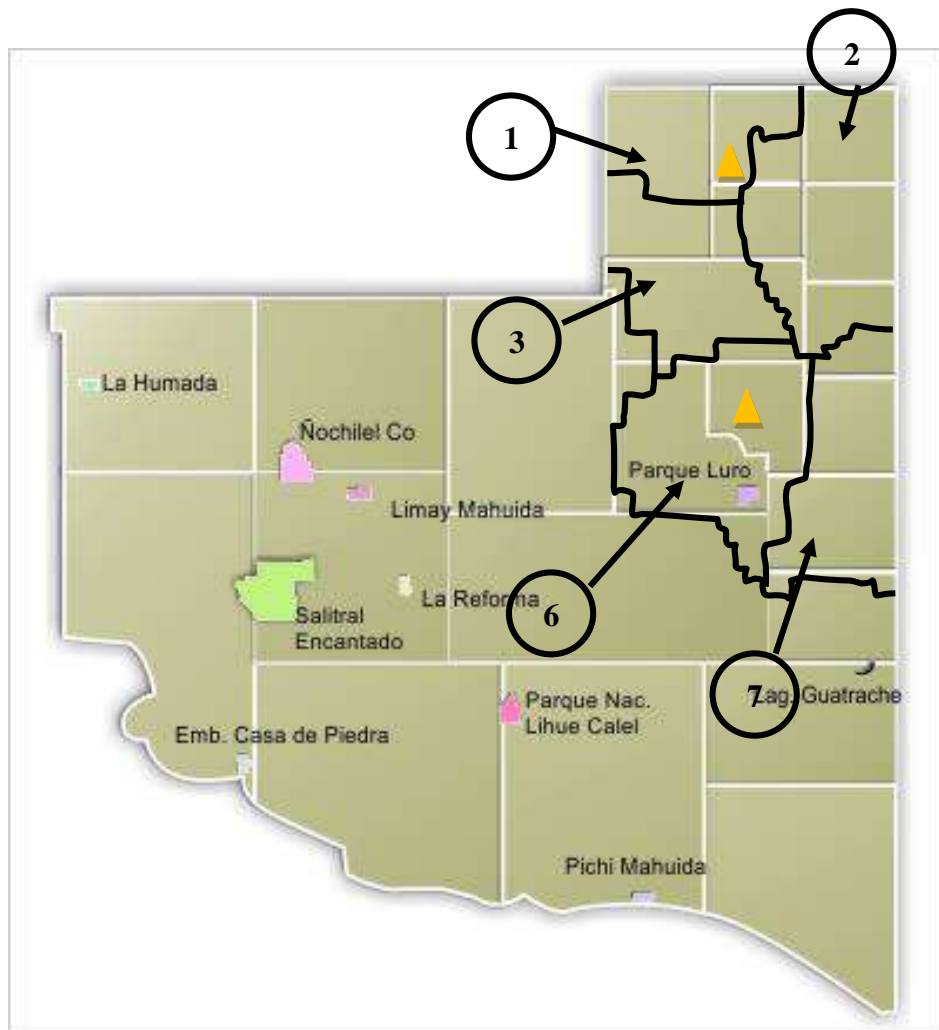 2
1
3
La Humada
Ñochilel Co
Parque Luro
Limay Mahuida
La Reforma
6
Salitral
Encantado
7
Lag. Guatrache
Parque Nac.
Lihue Calel
Emb. Casa de Piedra
Pichi Mahuida